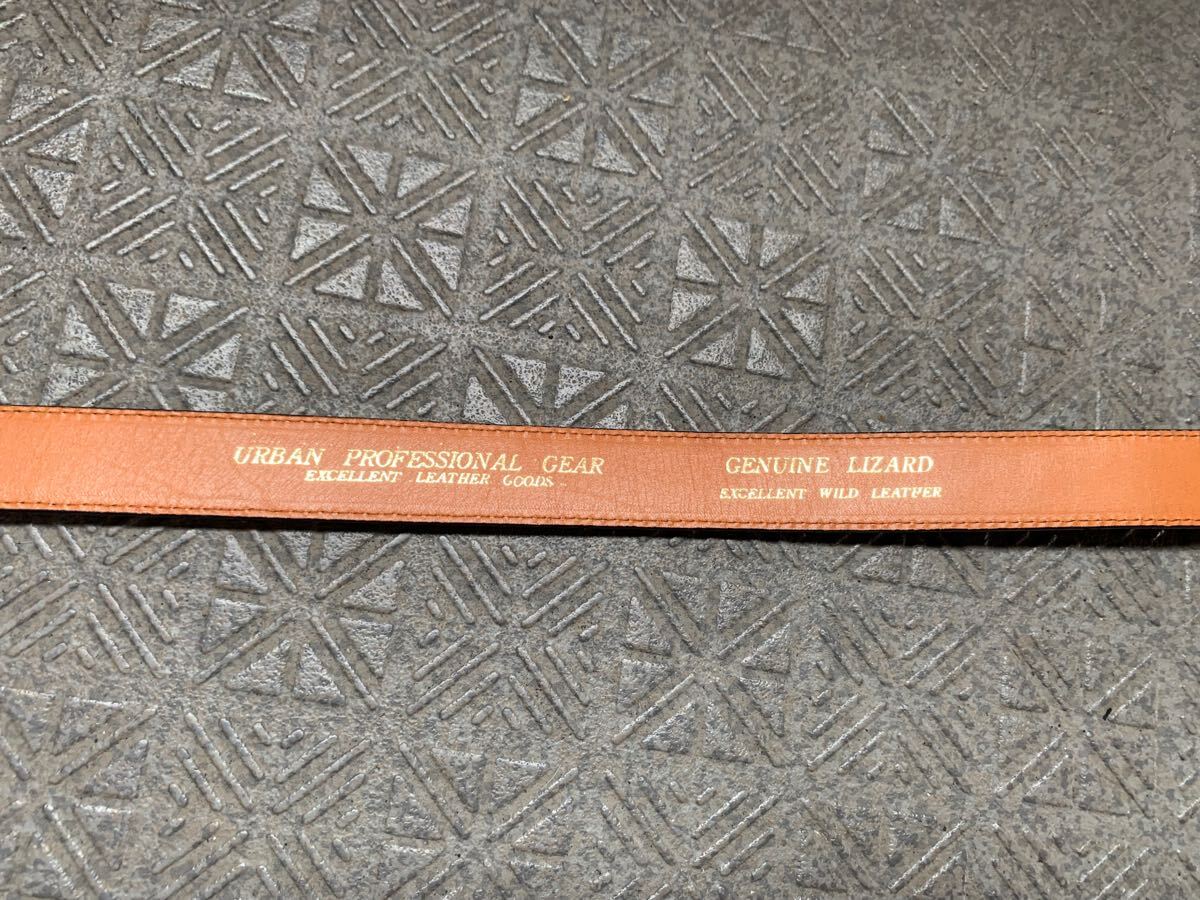 URBAN PROFESSIONAL GEAR
EXCELLENT LEATHER GOODS
GENUINE LIZARD
EXCELLENT WILD LEATHER